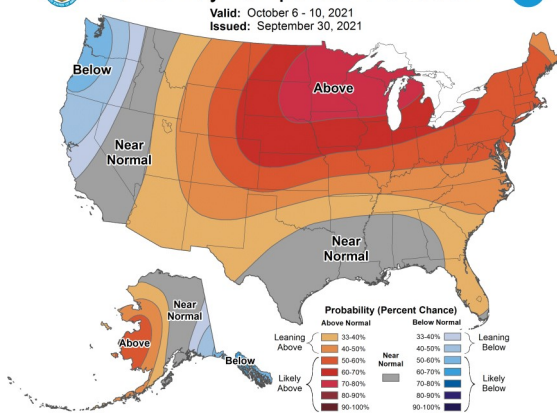 Valid: October 6 - 10, 2021
Issued: September 30, 2021
Below
Above
Near
Normal
Near
Normal
Near
Normal
Above
Below
Probability (Percent Chance)
Above Normal
Below Normal
Leaning
Above
33-40%
40-50%
33-40%
40-50%
Leaning
Below
Likely
Above
50-60%
60-70%
70-80%
80-90%
90-100%
Near
Normal
50-60%
60-70%
70-80%
80-90%
90-100%
Likely
Below